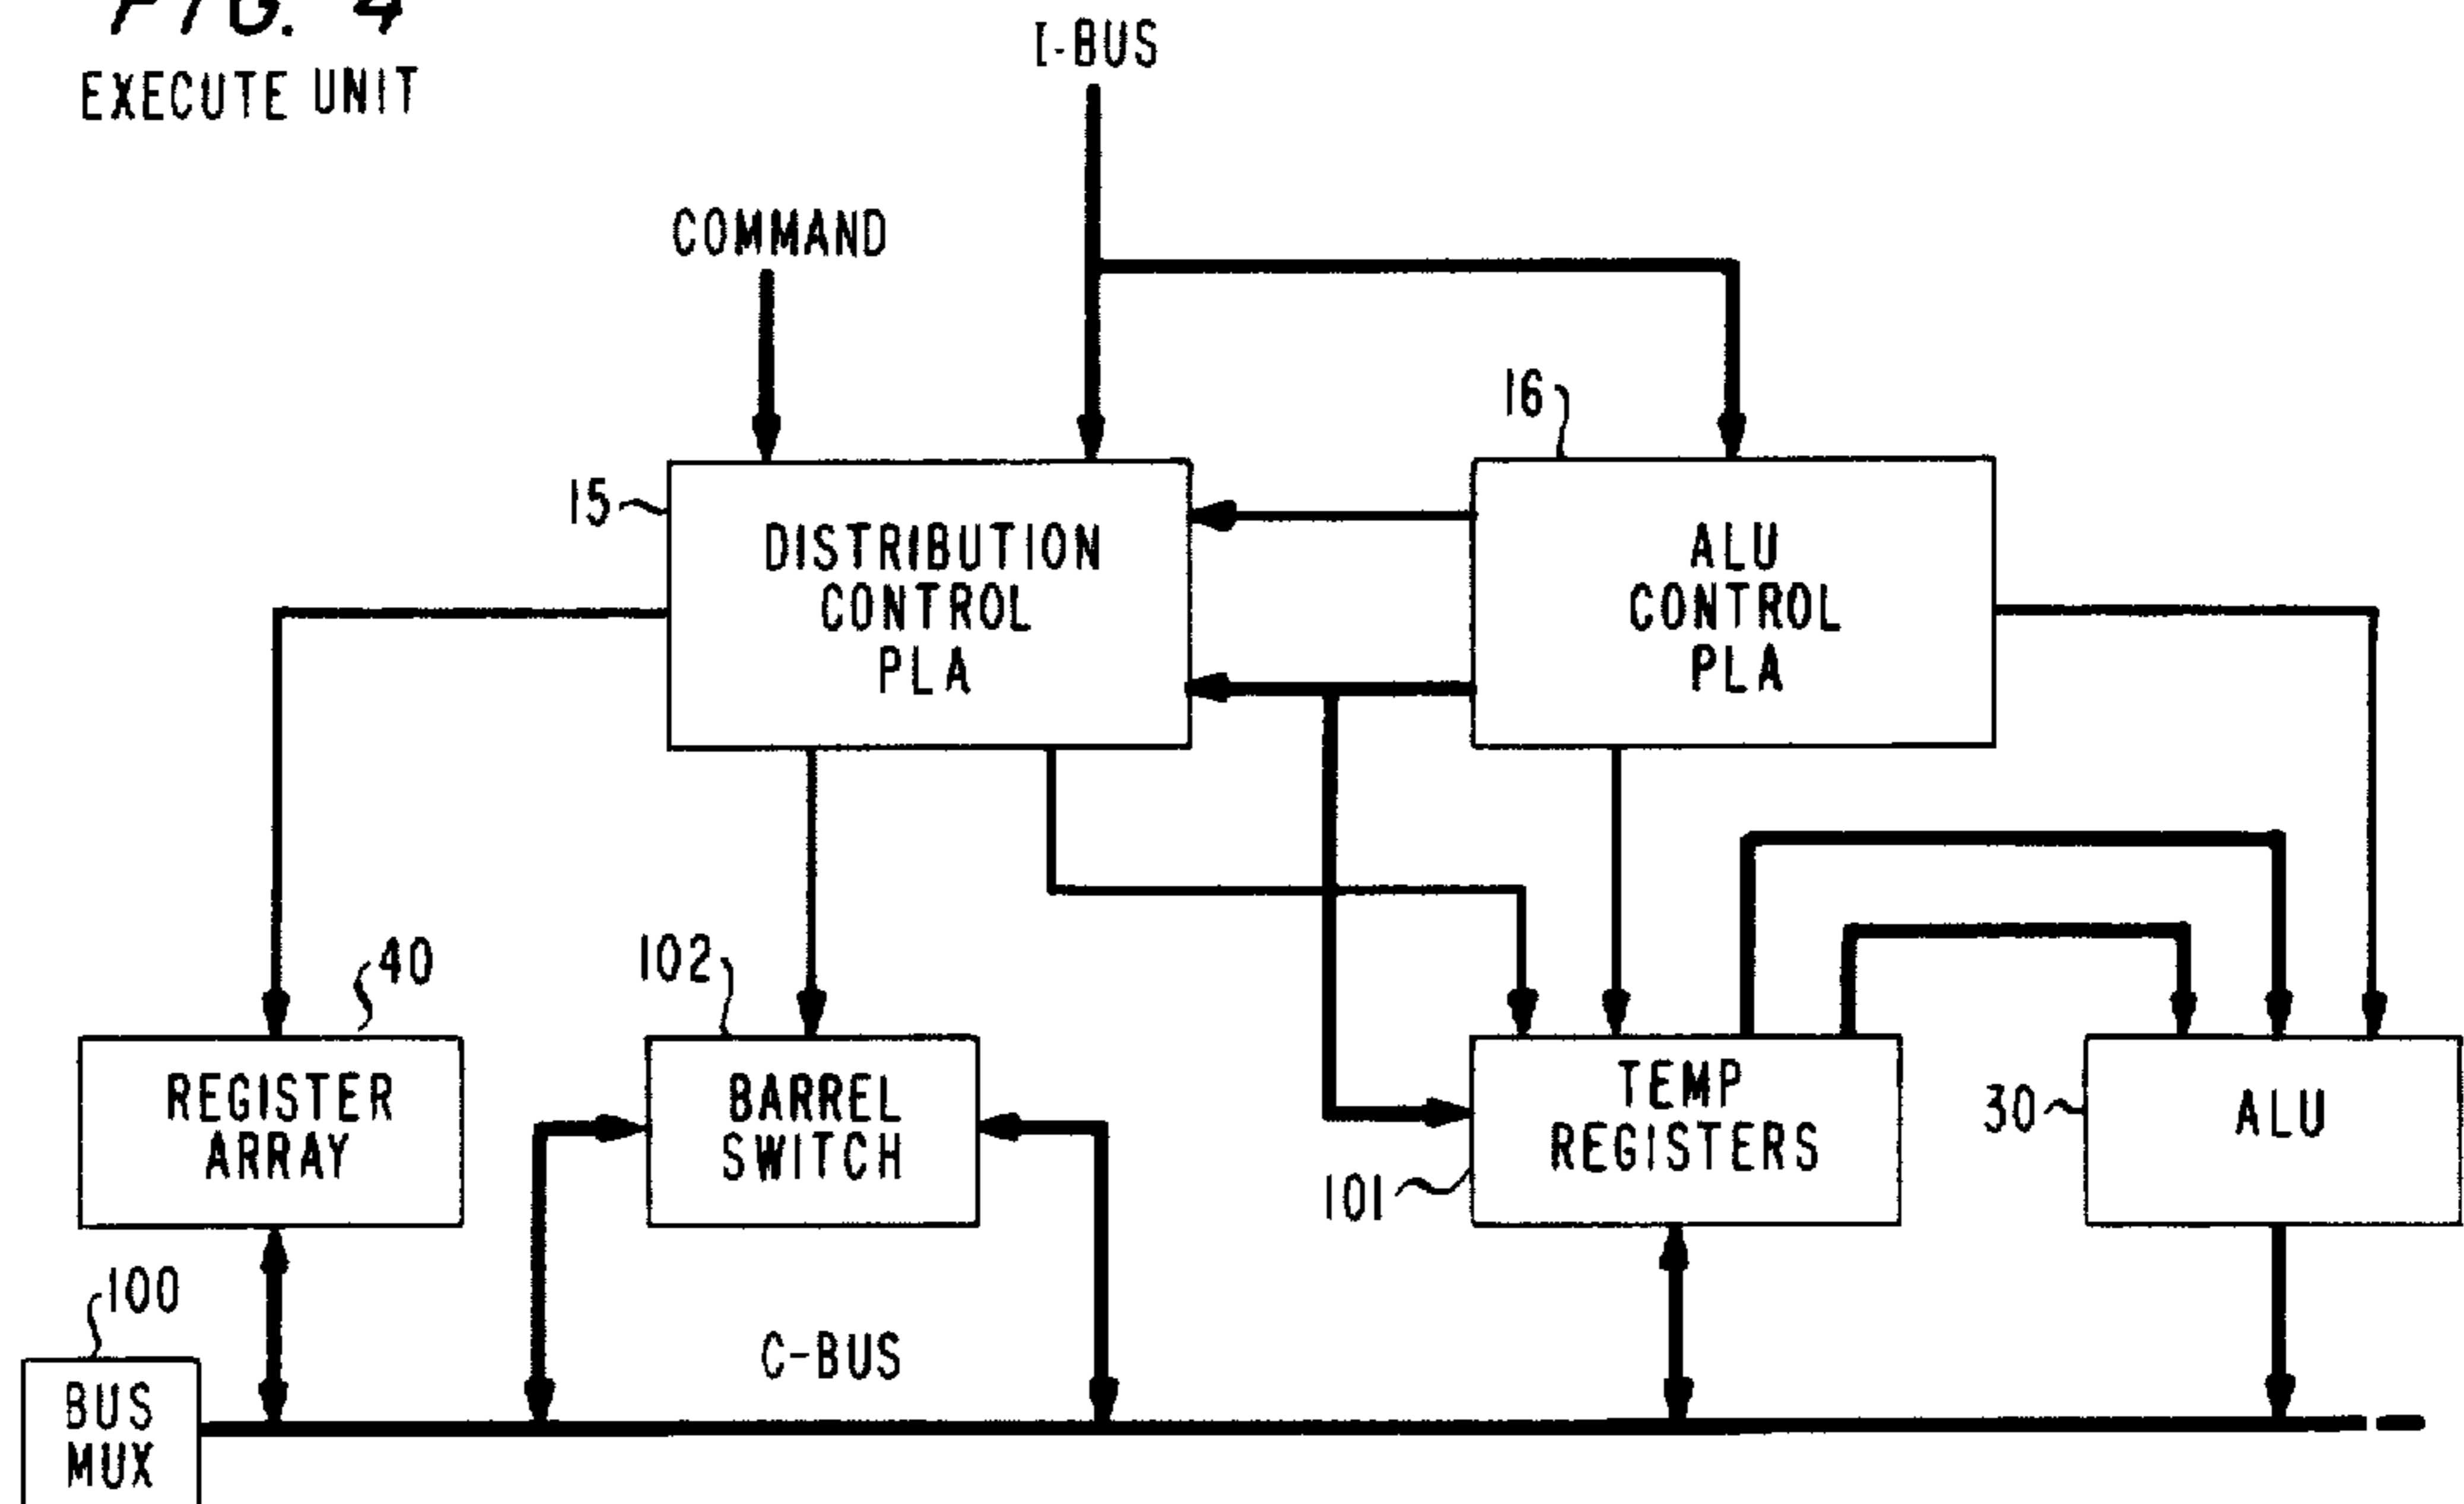 FIG. 4
EXECUTE UNIT
I-BUS
COMMAND
16
15
DISTRIBUTION
CONTROL
PLA
ALU
CONTROL
PLA
40
102
REGISTER
ARRAY
BARREL
SWITCH
TEMP
REGISTERS
30
ALU
101
100
C-BUS
BUS
MUX